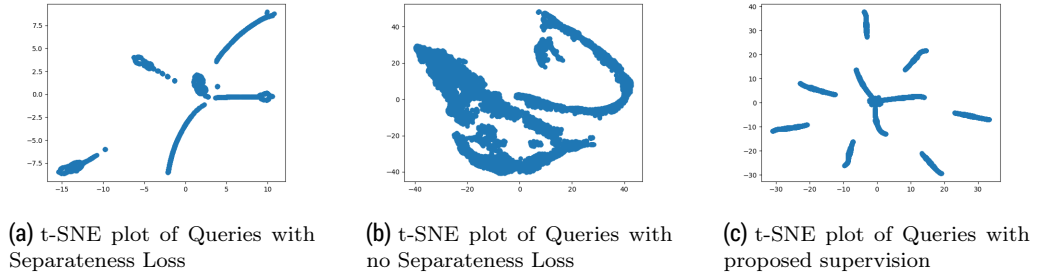 7.5
5.0
2.5
0.0
−2.5
−5.0
−7.5
−15 −10 −5 0 5 10
40
20
0
−20
−40
−40 −20 0 20 40
40
30
20
10
0
−10
−20
−30
−30 −20 −10 0 10 20 30
(a) t-SNE plot of Queries with
Separateness Loss
(b) t-SNE plot of Queries with
no Separateness Loss
(c) t-SNE plot of Queries with
proposed supervision